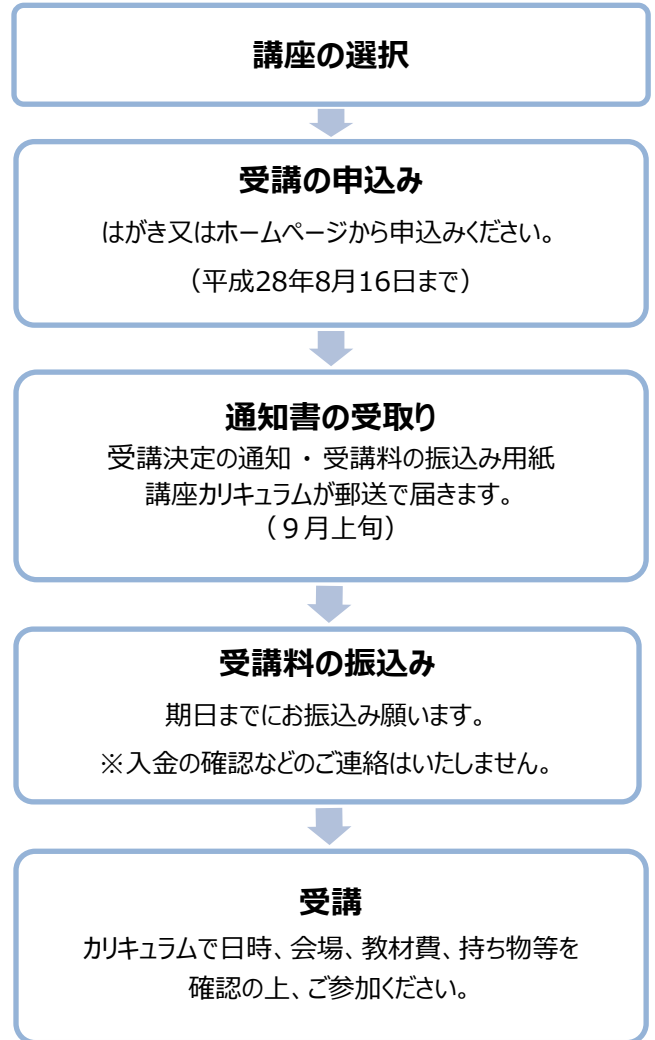 講座の選択
受講の申込み
はがき又はホームページから申込みください。
（平成28年8月16日まで）
通知書の受取り
受講決定の通知 ・ 受講料の振込み用紙
講座カリキュラムが郵送で届きます。
（９月上旬）
受講料の振込み
期日までにお振込み願います。
※入金の確認などのご連絡はいたしません。
受講
カリキュラムで日時、会場、教材費、持ち物等を
確認の上、ご参加ください。